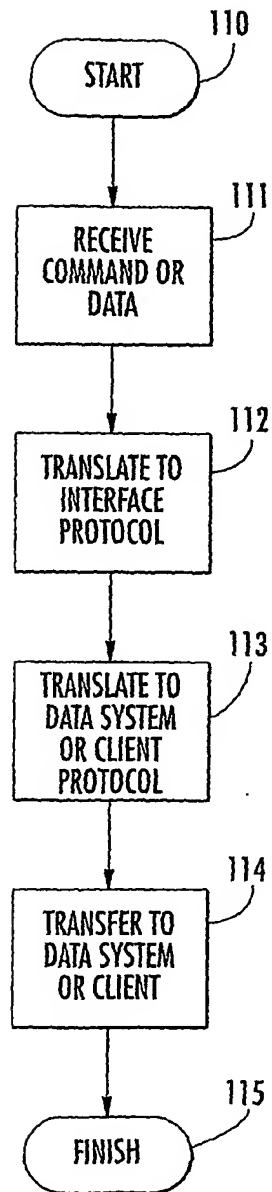 110
START
111
RECEIVE
COMMAND OR
DATA
112
TRANSLATE TO
INTERFACE
PROTOCOL
113
TRANSLATE TO
DATA SYSTEM
OR CLIENT
PROTOCOL
114
TRANSFER TO
DATA SYSTEM
OR CLIENT
115
FINISH